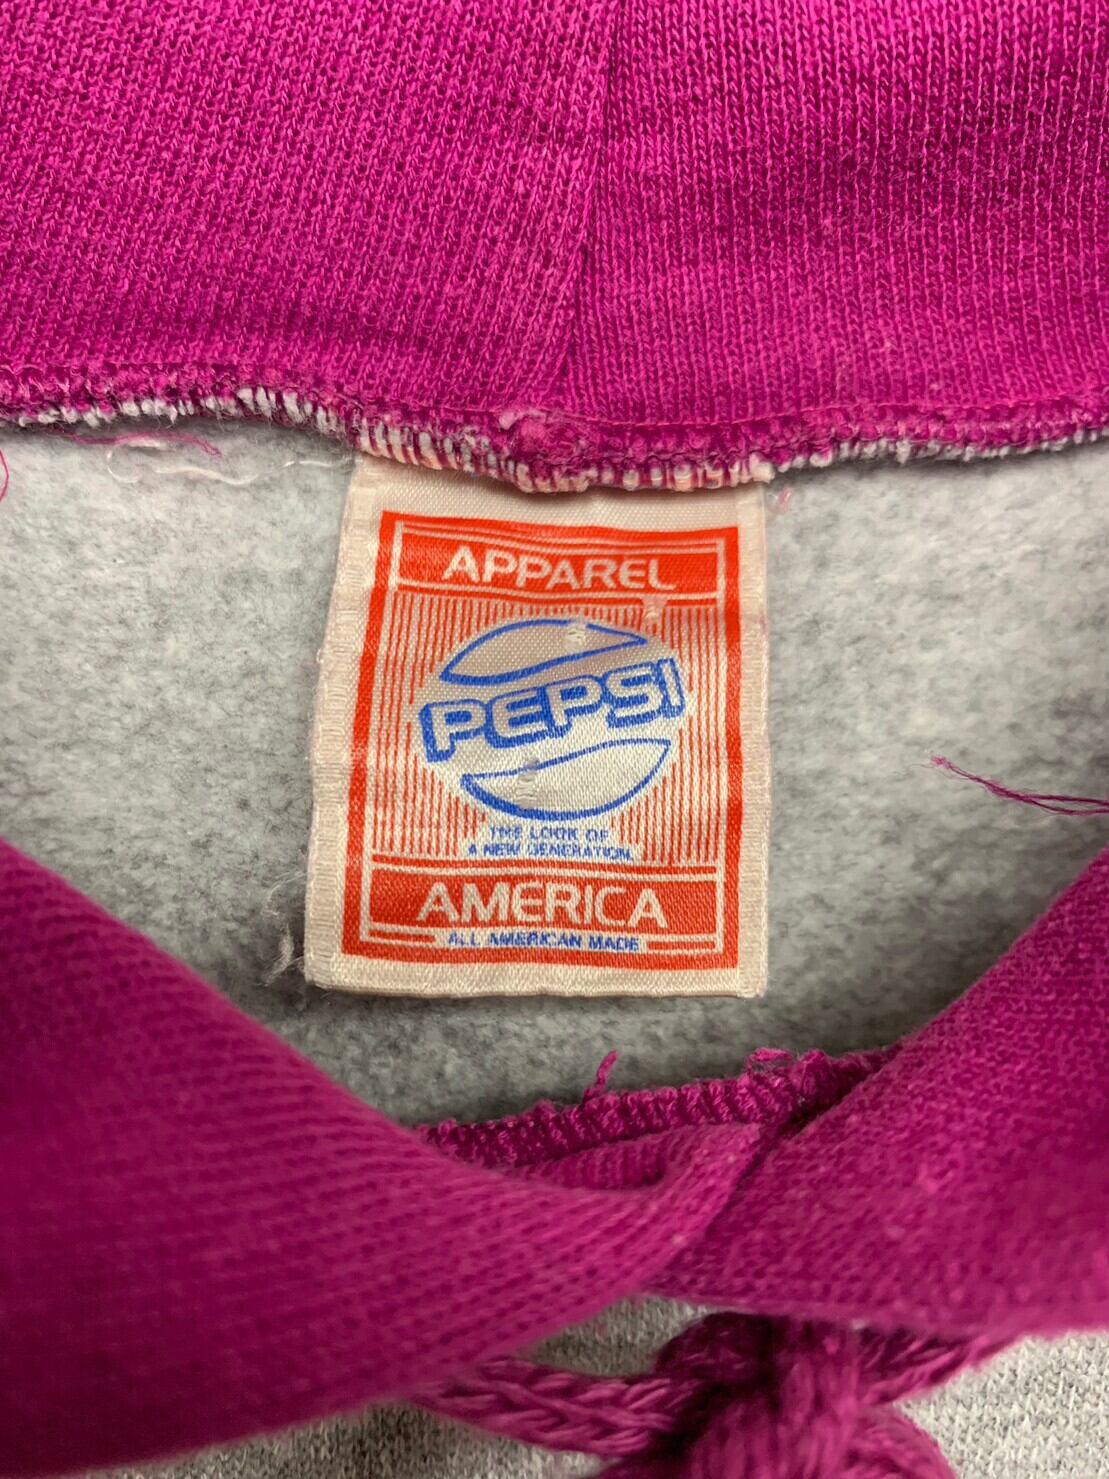 APPAREL
PEPSI
THE LOOK OF
A NEW GENERATION.
AMERICA
ALL AMERICAN MADE